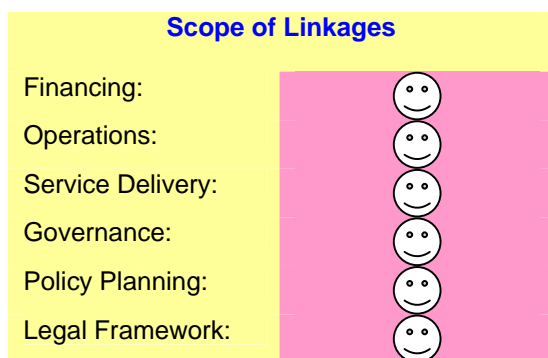 Scope of Linkages
Financing:
Operations:
Service Delivery:
Governance:
Policy Planning:
Legal Framework: